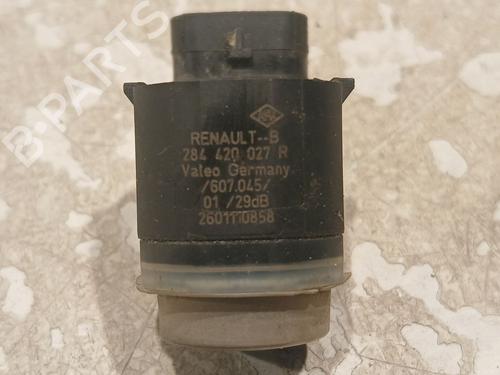 B-PARTS
RENAULT--B
284 420 027 R
Valeo Germany
/607.045/
01 /29dB
2601110858